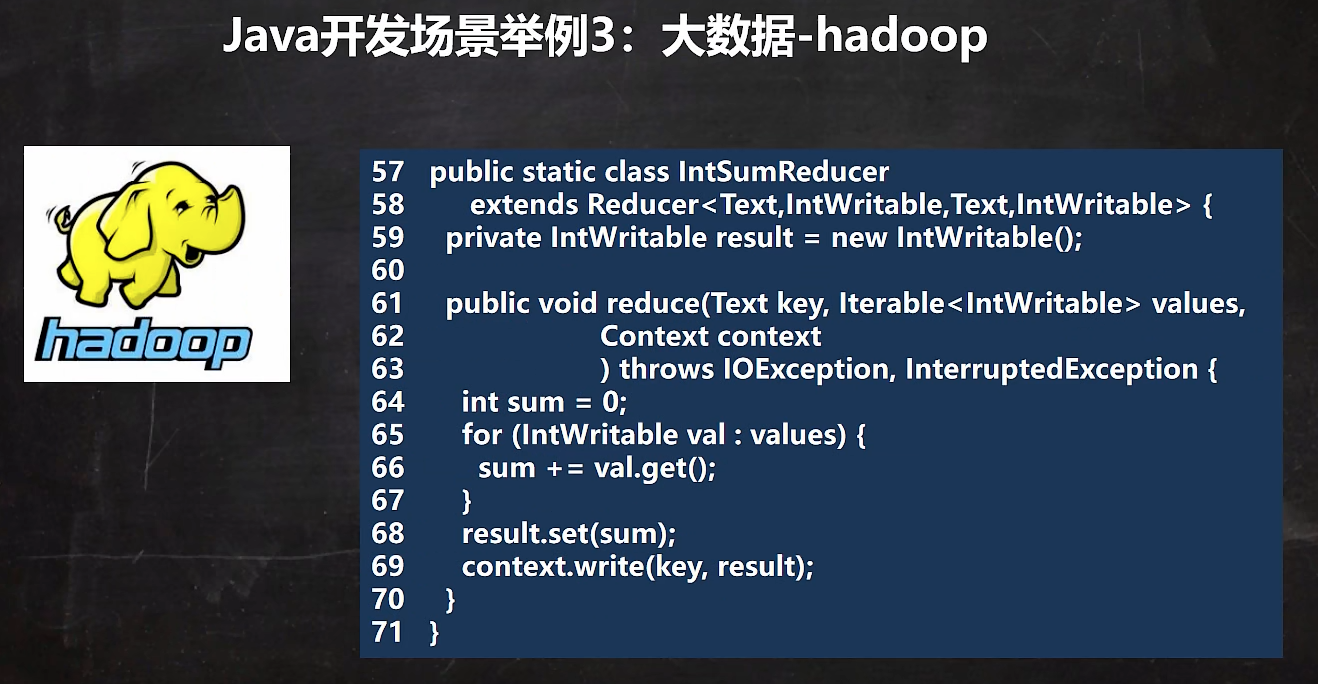 Java开发场景举例3：大数据-hadoop
hadoop
57 public static class IntSumReducer
58 extends Reducer<Text,IntWritable,Text,IntWritable> {
59 private IntWritable result = new IntWritable();
60
61 public void reduce(Text key, Iterable<IntWritable> values,
62 Context context
63 ) throws IOException, InterruptedException {
64 int sum = 0;
65 for (IntWritable val : values) {
66 sum += val.get();
67 }
68 result.set(sum);
69 context.write(key, result);
70 }
71 }